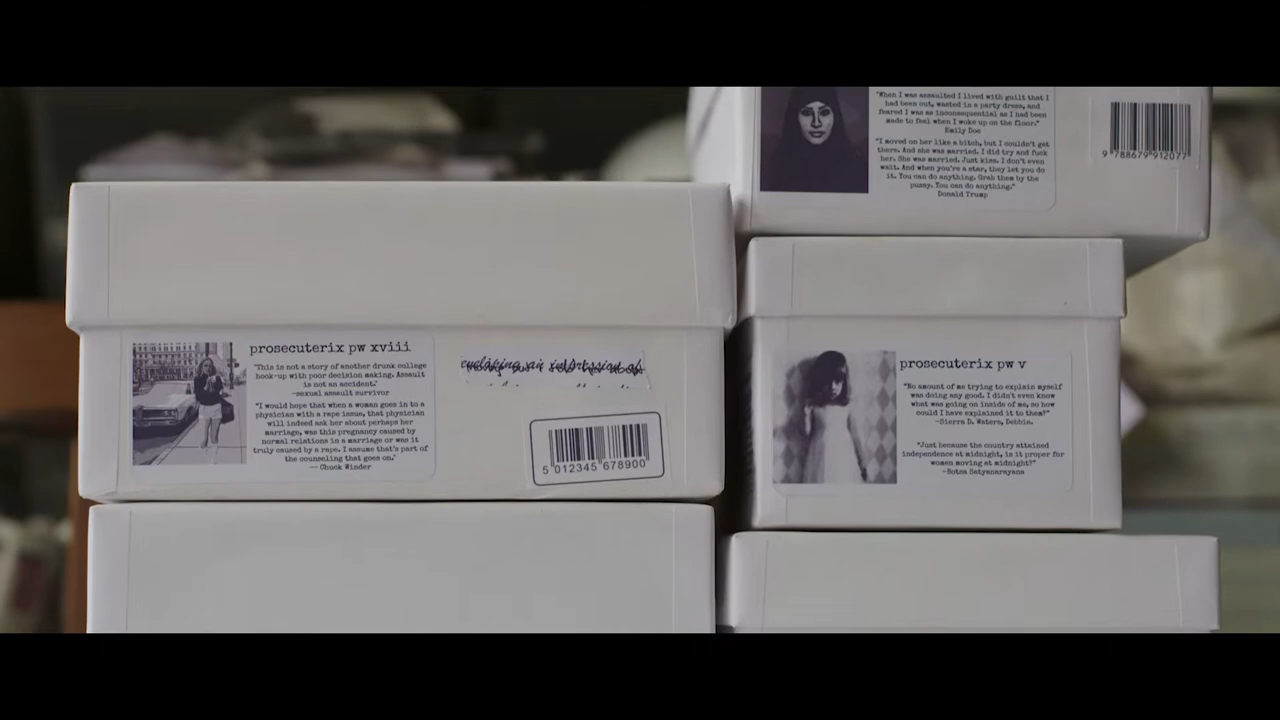 "When I was assaulted I lived with guilt that I
had been out, wasted in a party dress, and
feared I was as inconsequential as I had been
made to feel when I woke up on the floor."
Emily Doe
"I moved on her like a bitch, but I couldn't get
there. And she was married. I did try and fuck
her. She was married. Just kiss. I don't even
wait. And when you're a star, they let you do
it. You can do anything. Grab them by the
pussy. You can do anything."
Donald Trump
9 788679 912077
prosecuterix pw xviii
"This is not a story of another drunk college
hook-up with poor decision making. Assault
is not an accident."
-sexual assault survivor
"I would hope that when a woman goes in to a
physician with a rape issue, that physician
will indeed ask her about perhaps her
marriage, was this pregnancy caused by
normal relations in a marriage or was it
truly caused by a rape. I assume that's part of
the counseling that goes on."
— Chuck Winder
5 012345 678900
prosecuterix pw v
"No amount of me trying to explain myself
was doing any good. I didn't even know
what was going on inside of me, so how
could I have explained it to them?"
-Sierra D. Waters, Debbie.
"Just because the country attained
independence at midnight, is it proper for
women moving at midnight?"
-Botsa Satyanarayana